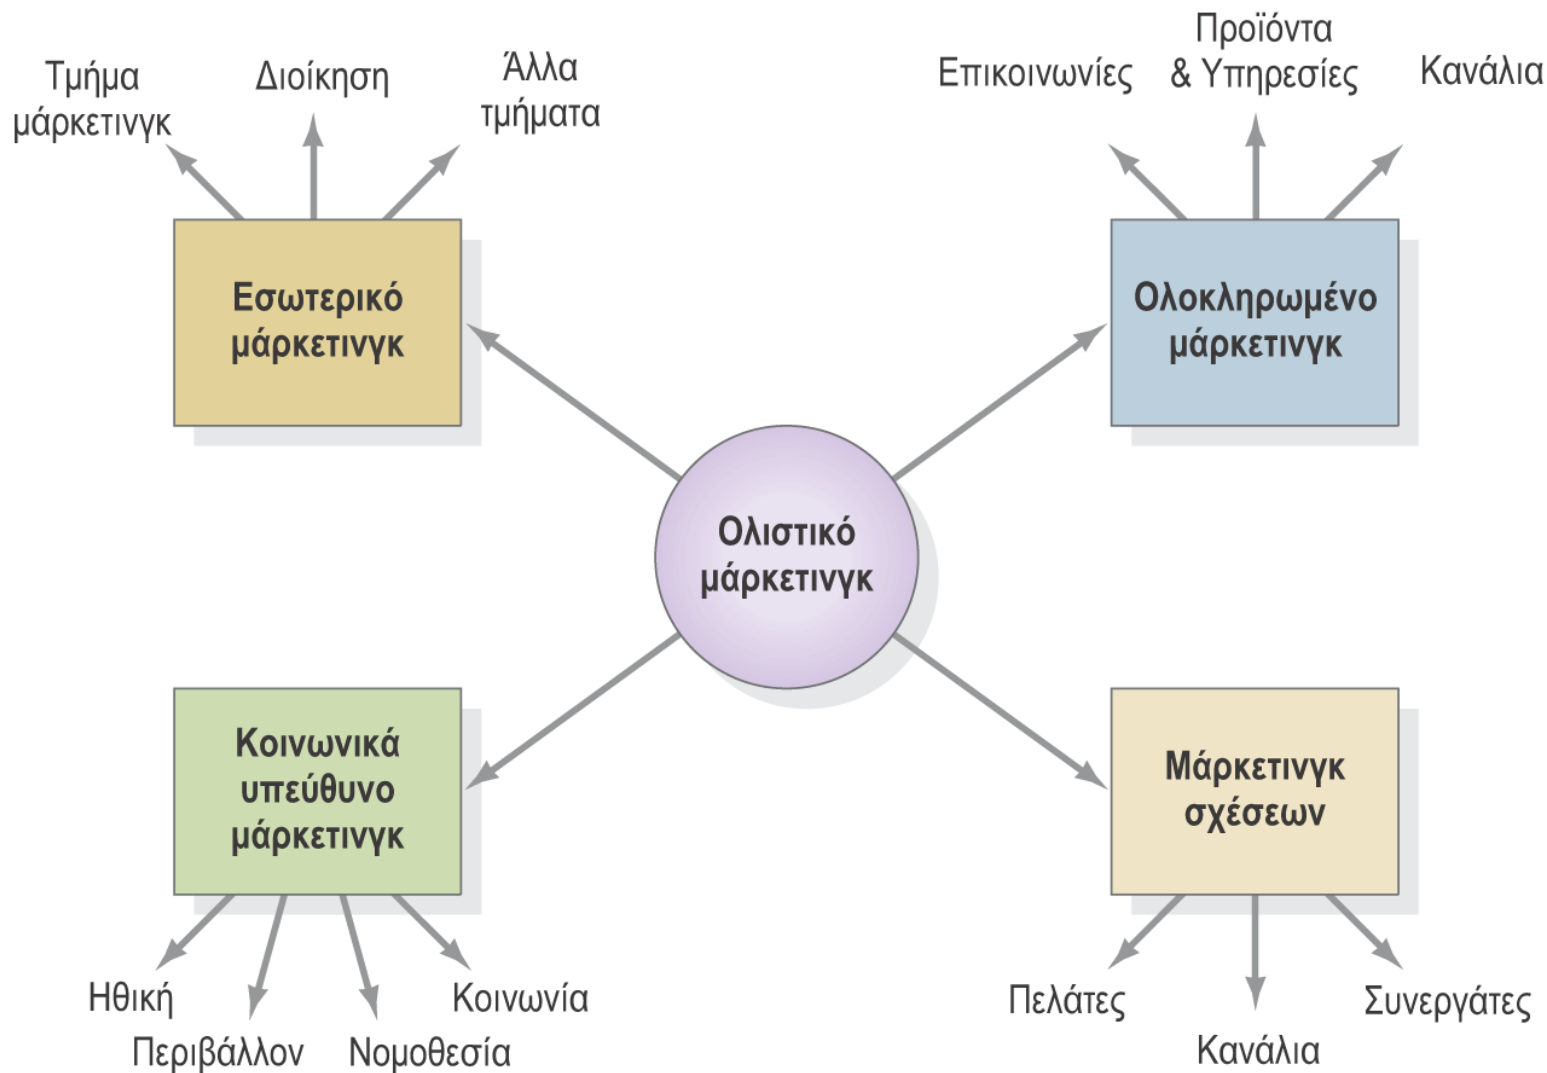 Τμήμα
μάρκετινγκ
Διοίκηση
Άλλα
τμήματα
Επικοινωνίες
Προϊόντα
& Υπηρεσίες
Κανάλια
Εσωτερικό
μάρκετινγκ
Ολοκληρωμένο
μάρκετινγκ
Ολιστικό
μάρκετινγκ
Κοινωνικά
υπεύθυνο
μάρκετινγκ
Μάρκετινγκ
σχέσεων
Ηθική
Περιβάλλον
Νομοθεσία
Κοινωνία
Πελάτες
Κανάλια
Συνεργάτες